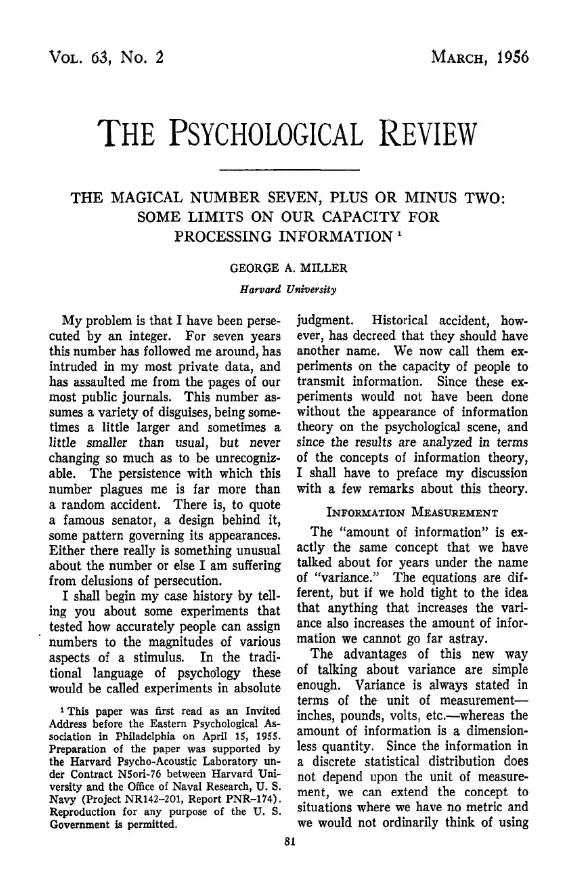 VOL. 63, No. 2
MARCH, 1956
THE PSYCHOLOGICAL REVIEW
THE MAGICAL NUMBER SEVEN, PLUS OR MINUS TWO:
SOME LIMITS ON OUR CAPACITY FOR
PROCESSING INFORMATION ¹
GEORGE A. MILLER
Harvard University
My problem is that I have been perse-
cuted by an integer. For seven years
this number has followed me around, has
intruded in my most private data, and
has assaulted me from the pages of our
most public journals. This number as-
sumes a variety of disguises, being some-
times a little larger and sometimes a
little smaller than usual, but never
changing so much as to be unrecogniz-
able. The persistence with which this
number plagues me is far more than
a random accident. There is, to quote
a famous senator, a design behind it,
some pattern governing its appearances.
Either there really is something unusual
about the number or else I am suffering
from delusions of persecution.
I shall begin my case history by tell-
ing you about some experiments that
tested how accurately people can assign
numbers to the magnitudes of various
aspects of a stimulus. In the tradi-
tional language of psychology these
would be called experiments in absolute
¹ This paper was first read as an Invited
Address before the Eastern Psychological As-
sociation in Philadelphia on April 15, 1955.
Preparation of the paper was supported by
the Harvard Psycho-Acoustic Laboratory un-
der Contract N5ori-76 between Harvard Uni-
versity and the Office of Naval Research, U. S.
Navy (Project NR142-201, Report PNR-174).
Reproduction for any purpose of the U. S.
Government is permitted.
judgment. Historical accident, how-
ever, has decreed that they should have
another name. We now call them ex-
periments on the capacity of people to
transmit information. Since these ex-
periments would not have been done
without the appearance of information
theory on the psychological scene, and
since the results are analyzed in terms
of the concepts of information theory,
I shall have to preface my discussion
with a few remarks about this theory.
INFORMATION MEASUREMENT
The "amount of information" is ex-
actly the same concept that we have
talked about for years under the name
of "variance." The equations are dif-
ferent, but if we hold tight to the idea
that anything that increases the vari-
ance also increases the amount of infor-
mation we cannot go far astray.
The advantages of this new way
of talking about variance are simple
enough. Variance is always stated in
terms of the unit of measurement—
inches, pounds, volts, etc.—whereas the
amount of information is a dimension-
less quantity. Since the information in
a discrete statistical distribution does
not depend upon the unit of measure-
ment, we can extend the concept to
situations where we have no metric and
we would not ordinarily think of using
81